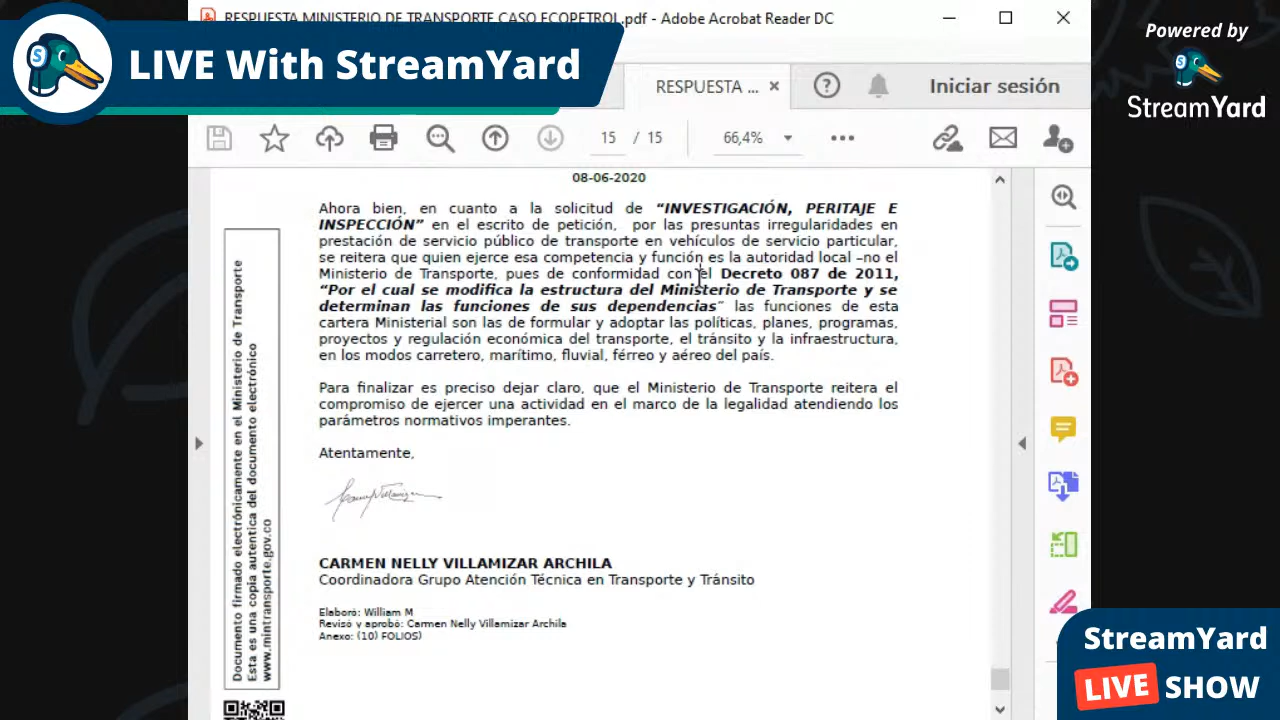 RESPUESTA MINISTERIO DE TRANSPORTE CASO ECOPETROL.pdf - Adobe Acrobat Reader DC
LIVE With StreamYard
Powered by
StreamYard
RESPUESTA ...
Iniciar sesión
15 / 15
66,4%
08-06-2020
Ahora bien, en cuanto a la solicitud de “INVESTIGACIÓN, PERITAJE E
INSPECCIÓN” en el escrito de petición, por las presuntas irregularidades en
prestación de servicio público de transporte en vehículos de servicio particular,
se reitera que quien ejerce esa competencia y función es la autoridad local –no el
Ministerio de Transporte, pues de conformidad con el Decreto 087 de 2011,
“Por el cual se modifica la estructura del Ministerio de Transporte y se
determinan las funciones de sus dependencias” las funciones de esta
cartera Ministerial son las de formular y adoptar las políticas, planes, programas,
proyectos y regulación económica del transporte, el tránsito y la infraestructura,
en los modos carretero, marítimo, fluvial, férreo y aéreo del país.
Para finalizar es preciso dejar claro, que el Ministerio de Transporte reitera el
compromiso de ejercer una actividad en el marco de la legalidad atendiendo los
parámetros normativos imperantes.
Atentamente,
CARMEN NELLY VILLAMIZAR ARCHILA
Coordinadora Grupo Atención Técnica en Transporte y Tránsito
Elaboró: William M
Revisó y aprobó: Carmen Nelly Villamizar Archila
Anexo: (10) FOLIOS)
Documento firmado electrónicamente en el Ministerio de Transporte
Esta es una copia autentica del documento electrónico
www.mintransporte.gov.co
StreamYard
LIVE SHOW